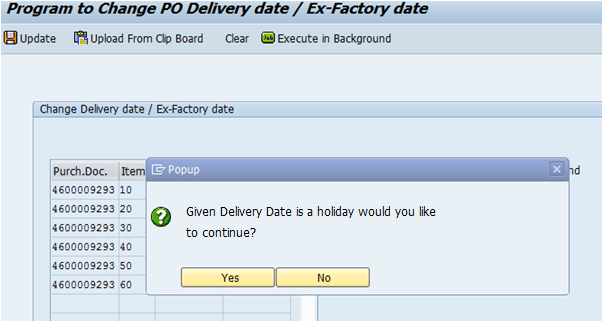 Program to Change PO Delivery date / Ex-Factory date
Update Upload From Clip Board Clear Job Execute in Background
Change Delivery date / Ex-Factory date
Popup
Purch.Doc. Item nd
4600009293 10
4600009293 20
4600009293 30
4600009293 40
4600009293 50
4600009293 60
Given Delivery Date is a holiday would you like
to continue?
Yes No